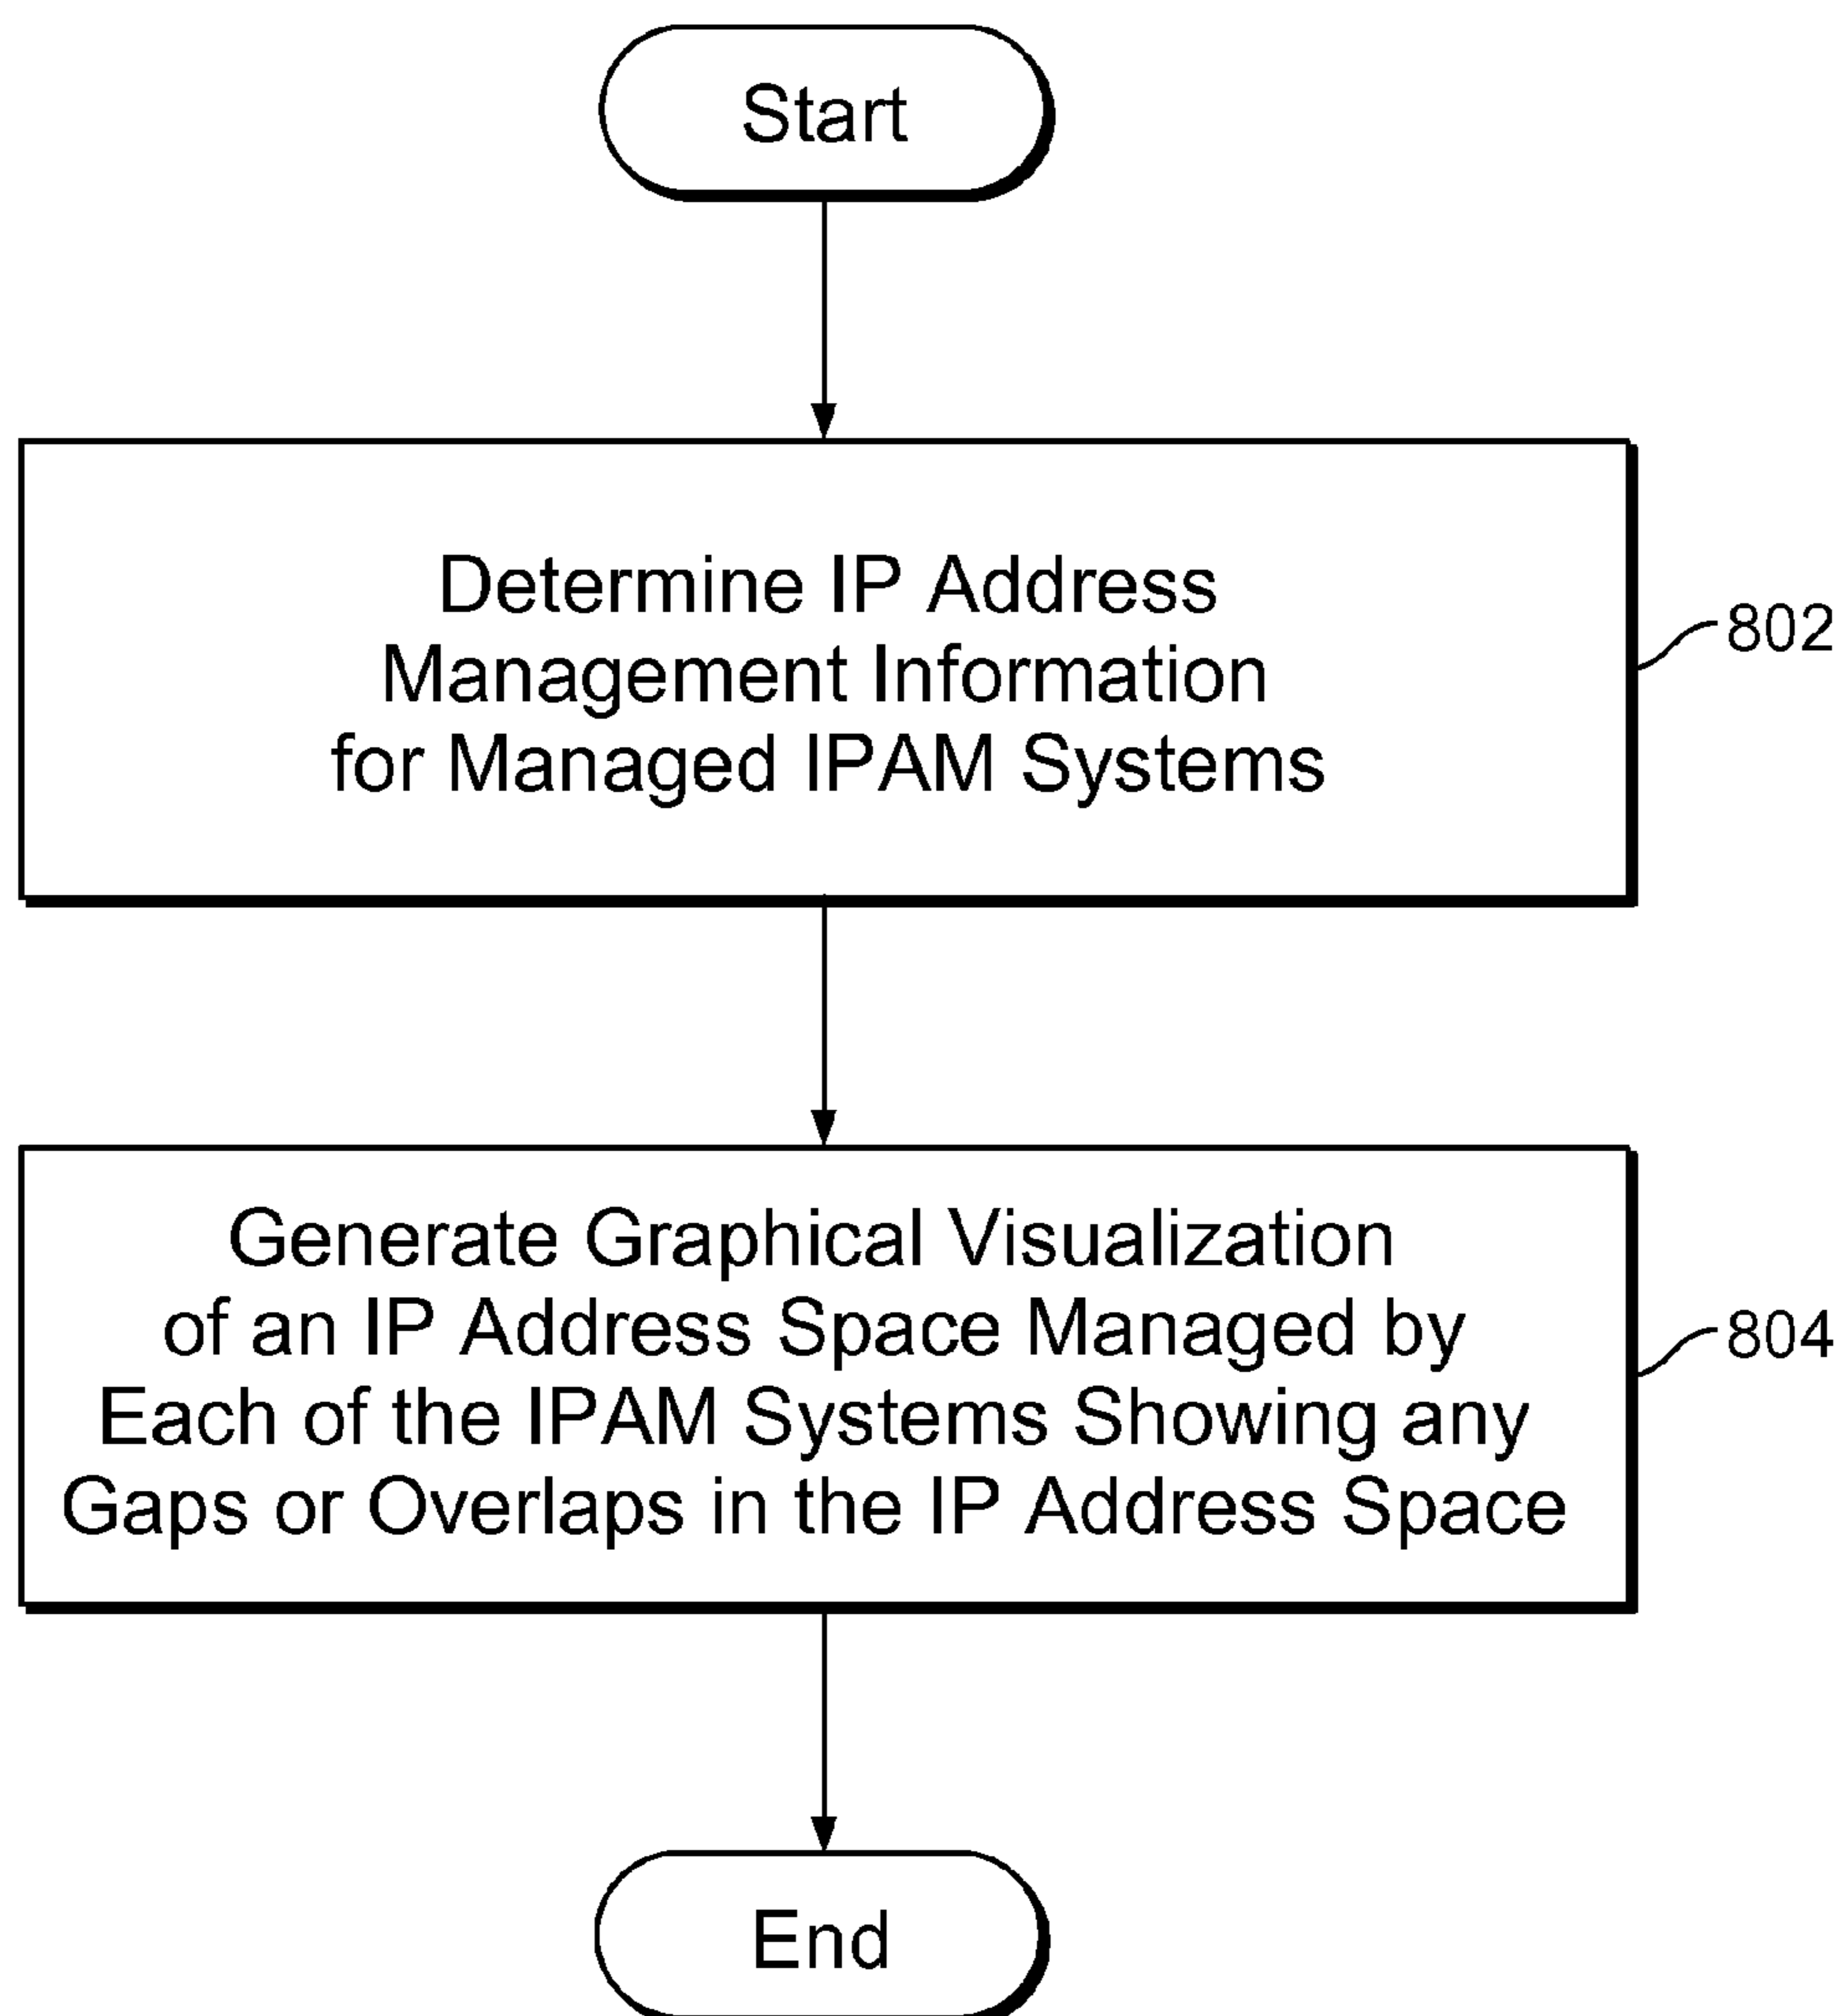 Start
Determine IP Address
Management Information
for Managed IPAM Systems
802
Generate Graphical Visualization
of an IP Address Space Managed by
Each of the IPAM Systems Showing any
Gaps or Overlaps in the IP Address Space
804
End